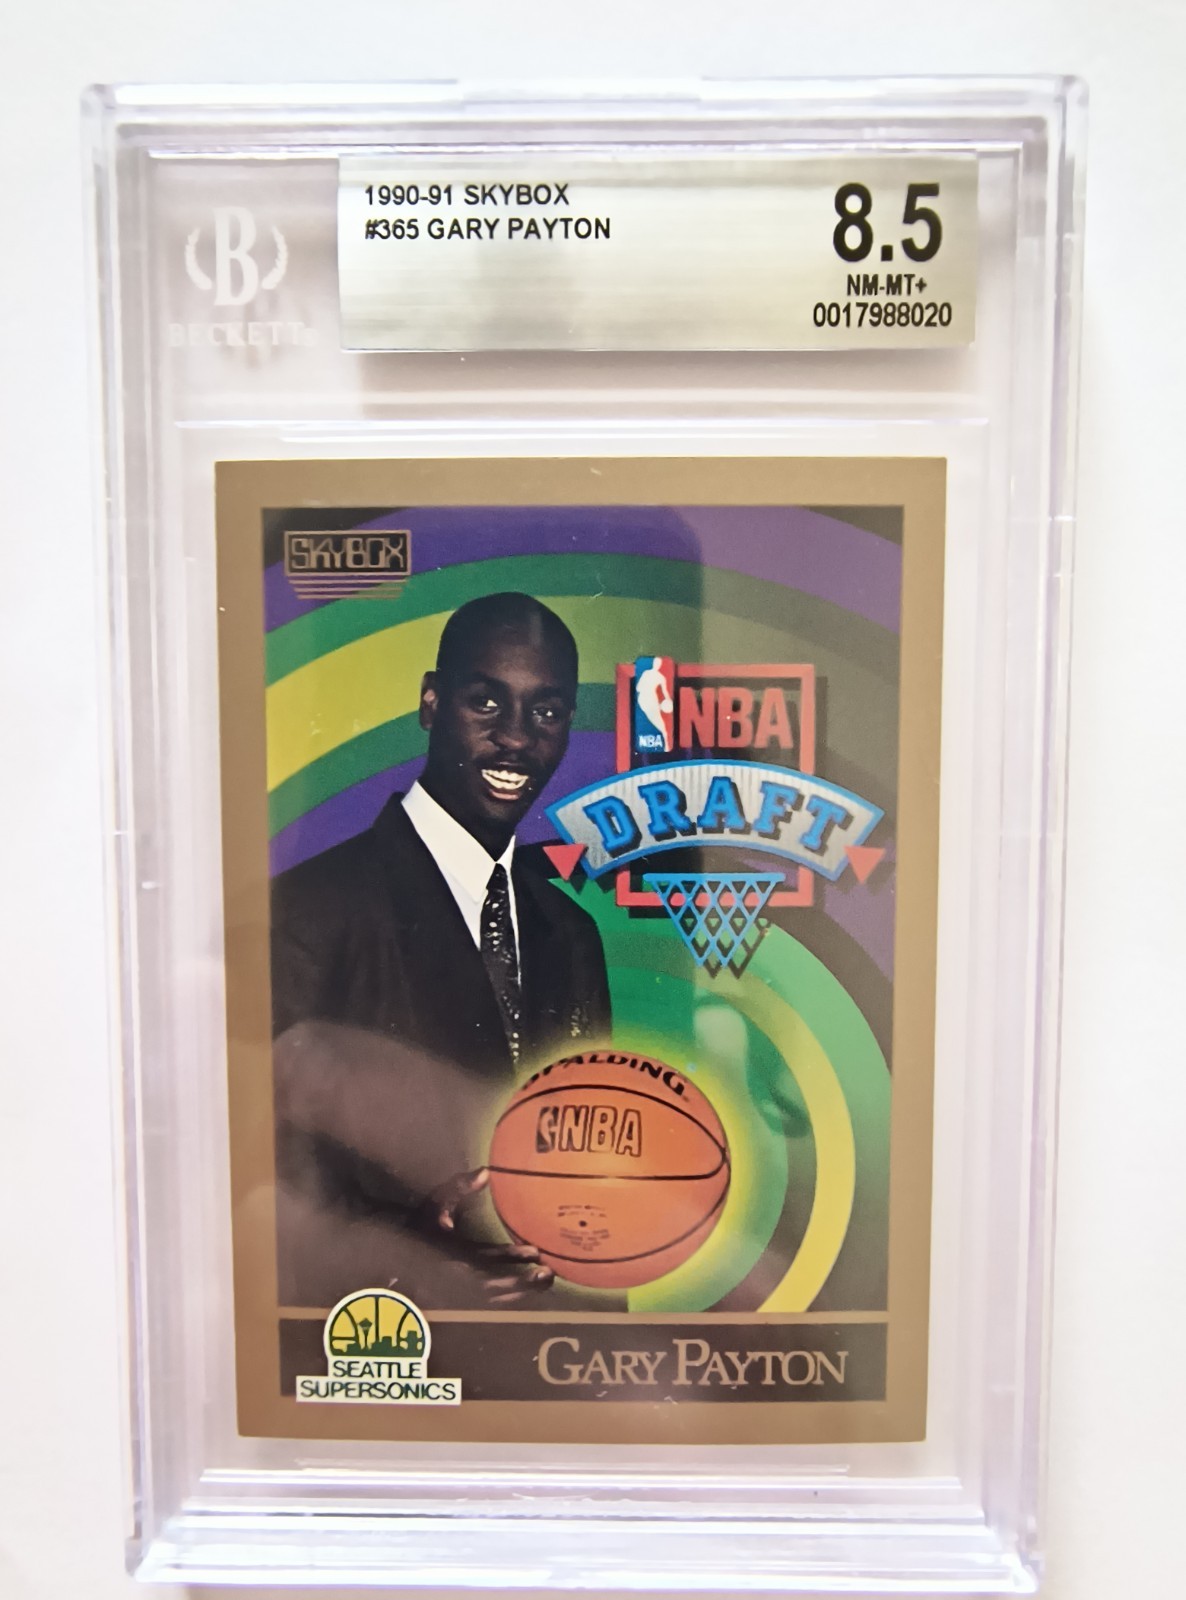 1990-91 SKYBOX
#365 GARY PAYTON
8.5
NM-MT+
0017988020
B
BECKETT
SKYBOX
NBA
NBA
DRAFT
SPALDING
NBA
SEATTLE
SUPERSONICS
GARY PAYTON